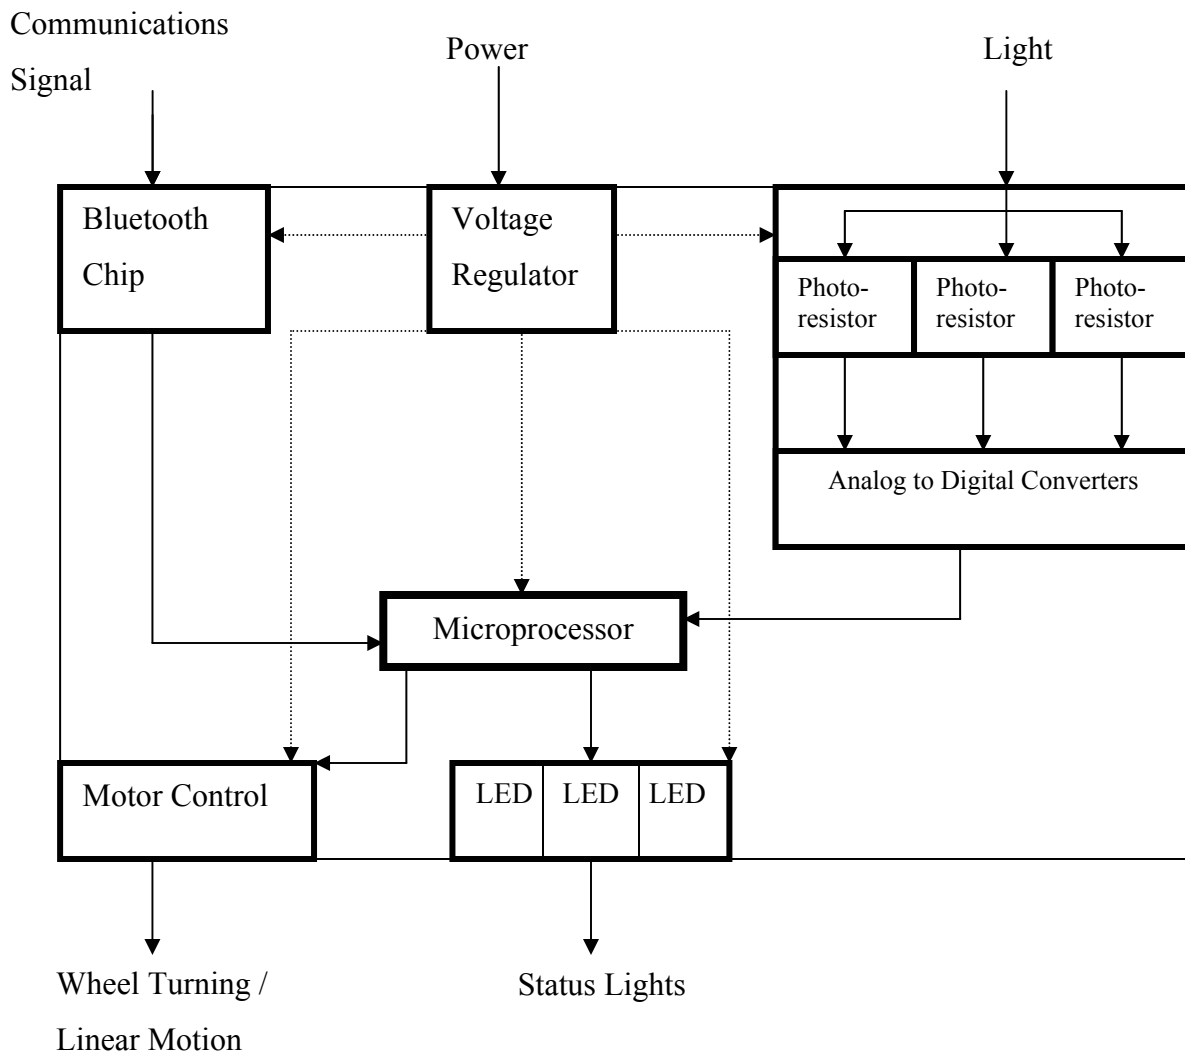 Communications
Signal
Power
Light
Bluetooth
Chip
Voltage
Regulator
Photo-
resistor
Photo-
resistor
Photo-
resistor
Analog to Digital Converters
Microprocessor
Motor Control
LED
LED
LED
Wheel Turning /
Linear Motion
Status Lights